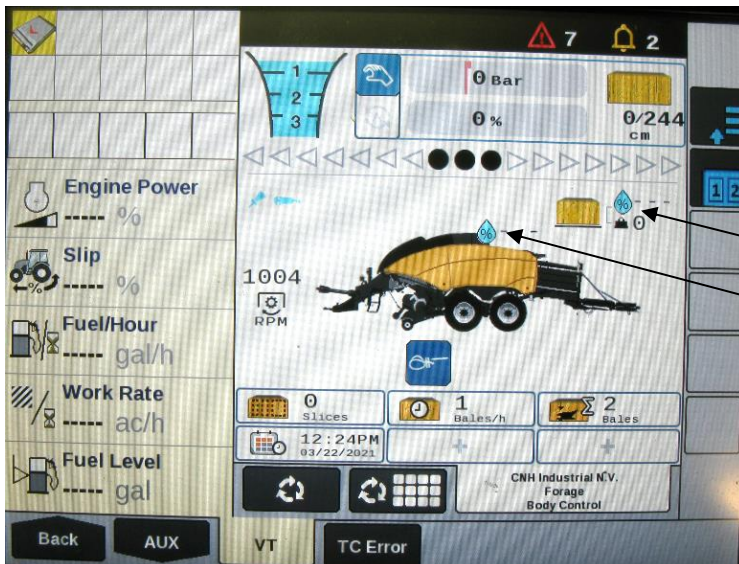 7
2
1
2
3
0 Bar
0 %
0/244
cm
1 2
Engine Power
----- %
Slip
----- %
Fuel/Hour
----- gal/h
Work Rate
----- ac/h
Fuel Level
----- gal
% ---
0
% ---
1004
RPM
0
Slices
1
Bales/h
Σ 2
Bales
12:24PM
03/22/2021
+
+
CNH Industrial N.V.
Forage
Body Control
Back
AUX
VT
TC Error